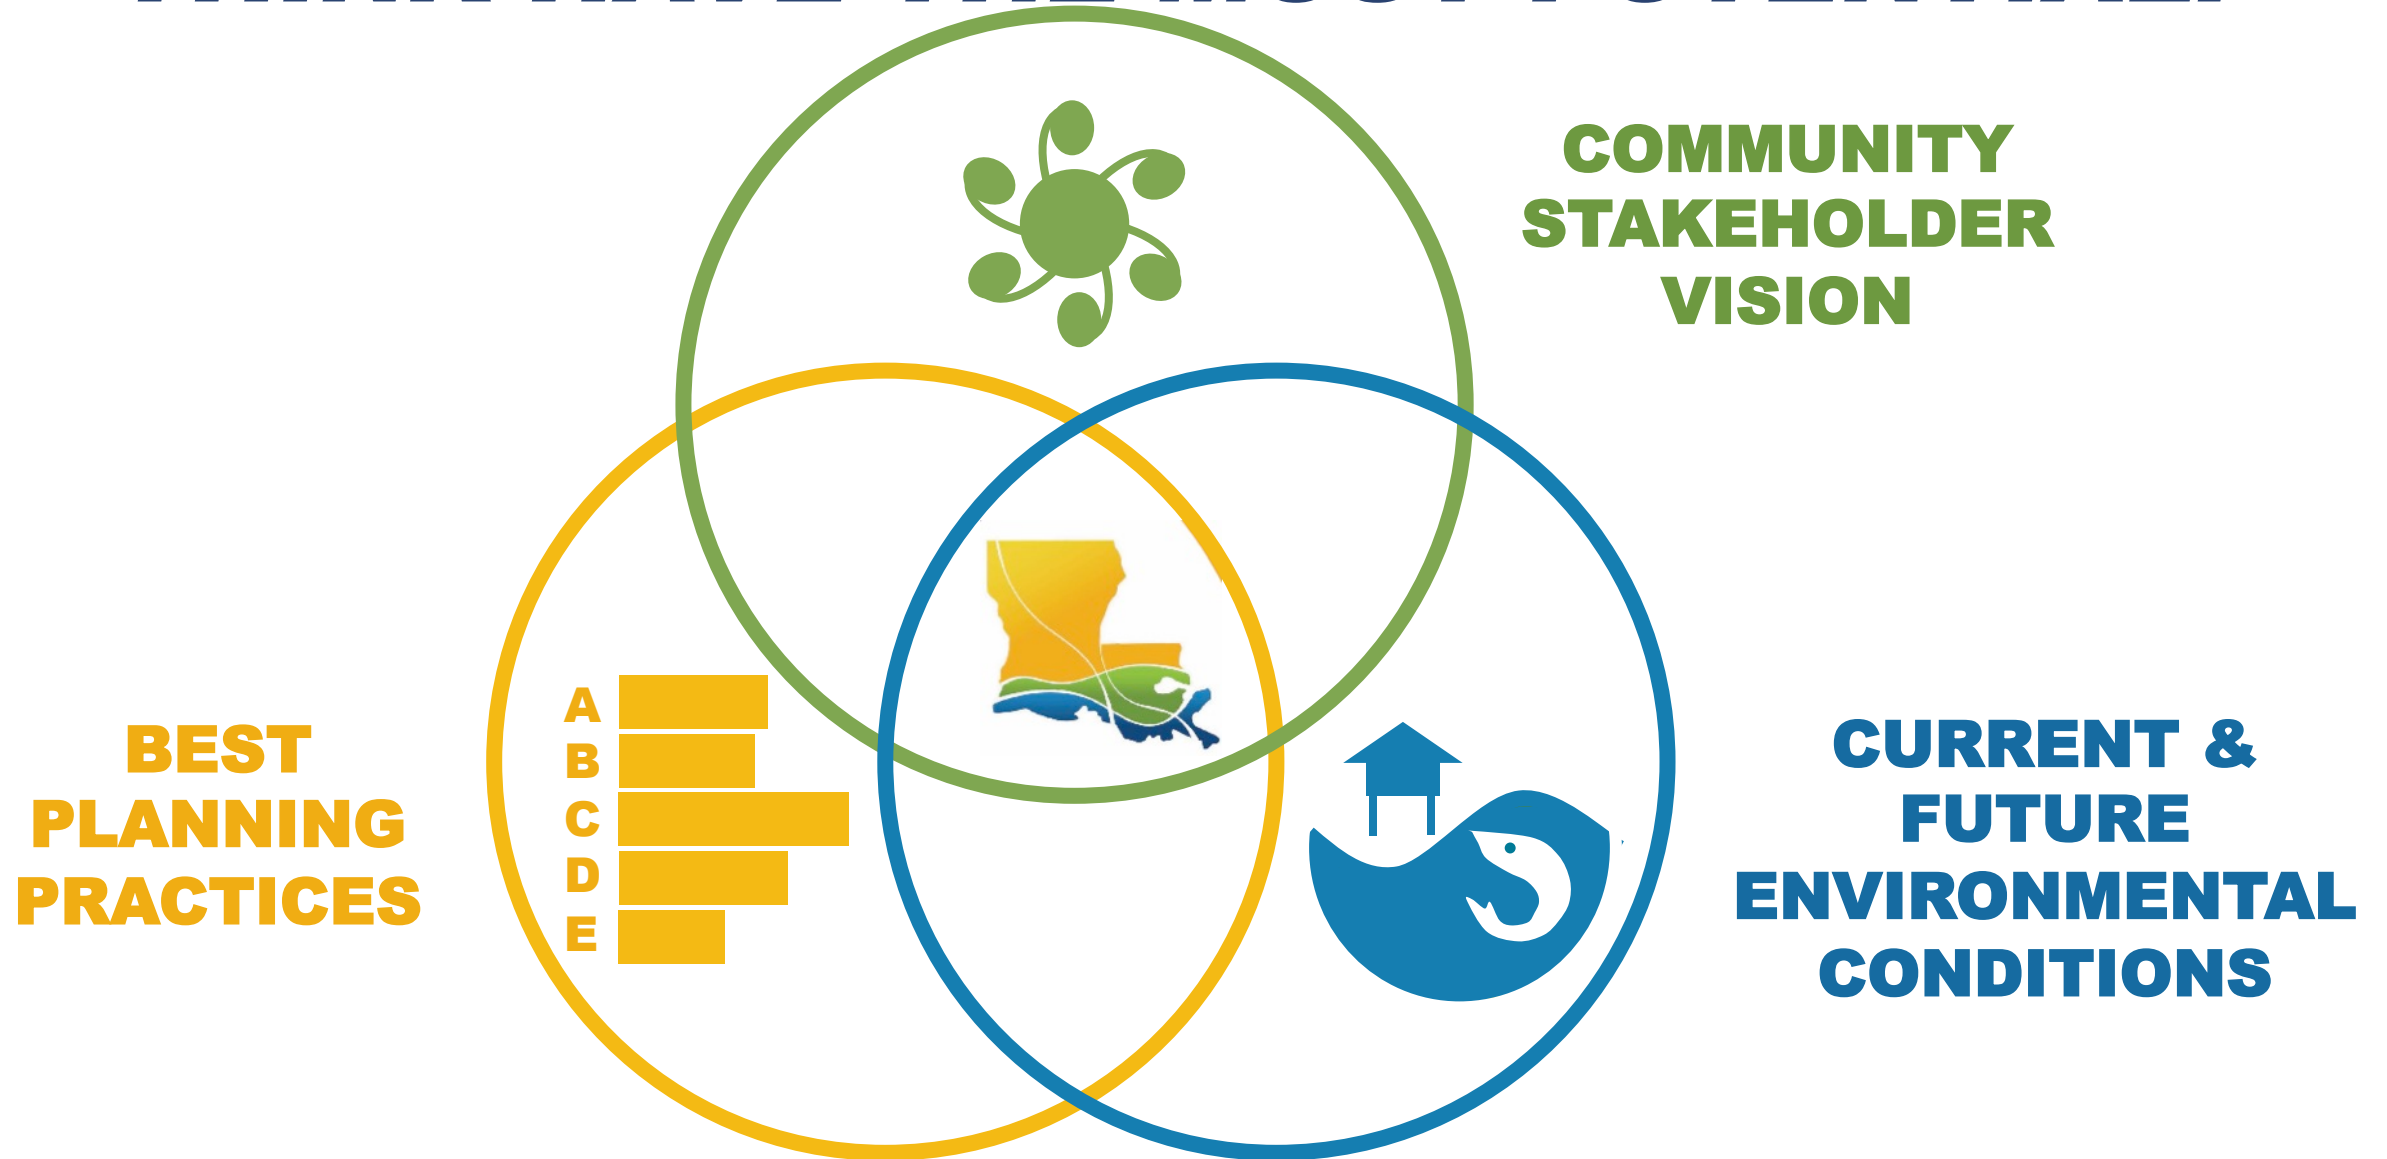 COMMUNITY
STAKEHOLDER
VISION
BEST
PLANNING
PRACTICES
A
B
C
D
E
CURRENT &
FUTURE
ENVIRONMENTAL
CONDITIONS